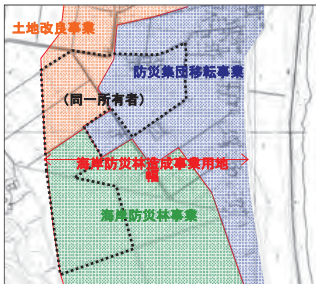 土地改良事業
防災集団移転事業
(同一所有者)
海岸防災林造成事業用地
幅
海岸防災林事業